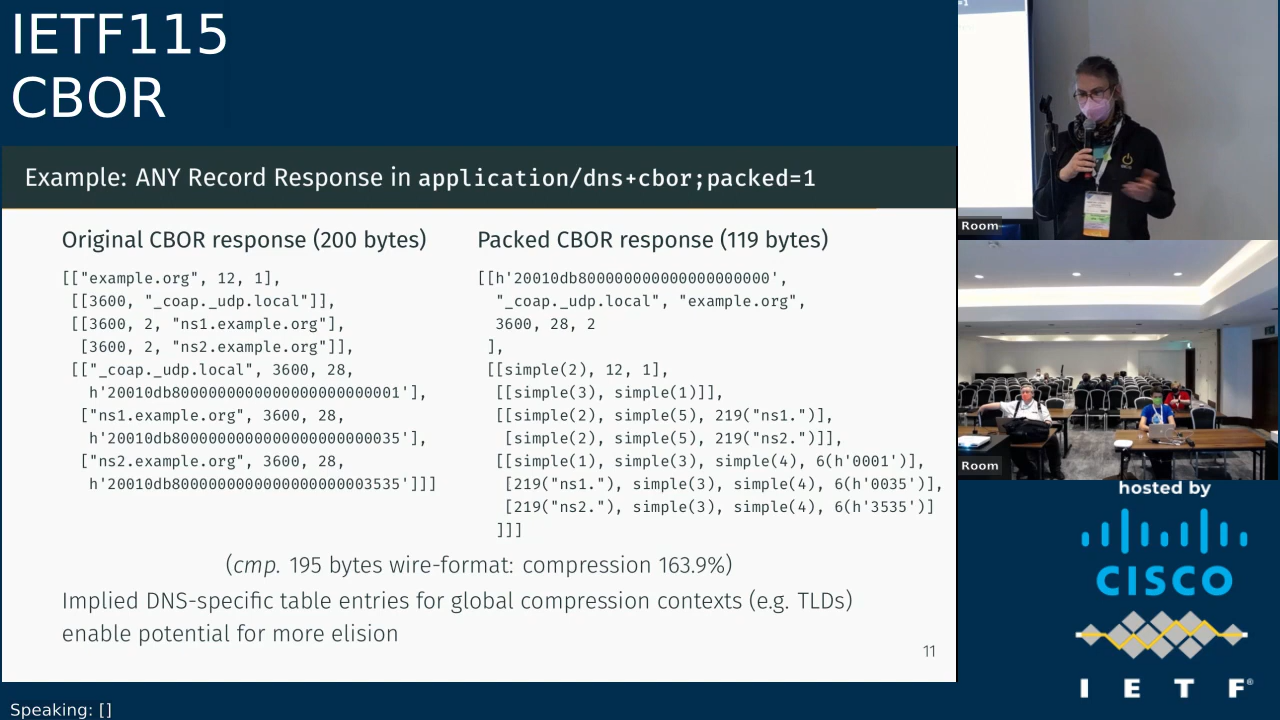 IETF115
CBOR
Example: ANY Record Response in application/dns+cbor;packed=1
Original CBOR response (200 bytes)
[["example.org", 12, 1],
[[3600, "_coap._udp.local"]],
[[3600, 2, "ns1.example.org"],
[3600, 2, "ns2.example.org"]],
[["_coap._udp.local", 3600, 28,
h'20010db8000000000000000000000001'],
["ns1.example.org", 3600, 28,
h'20010db8000000000000000000000035'],
["ns2.example.org", 3600, 28,
h'20010db8000000000000000000003535']]]
Packed CBOR response (119 bytes)
[[h'20010db800000000000000000000',
"_coap._udp.local", "example.org",
3600, 28, 2
],
[[simple(2), 12, 1],
[[simple(3), simple(1)]],
[[simple(2), simple(5), 219("ns1.")],
[simple(2), simple(5), 219("ns2.")]],
[[simple(1), simple(3), simple(4), 6(h'0001')],
[219("ns1."), simple(3), simple(4), 6(h'0035')],
[219("ns2."), simple(3), simple(4), 6(h'3535')]
]]]
(cmp. 195 bytes wire-format: compression 163.9%)
Implied DNS-specific table entries for global compression contexts (e.g. TLDs)
enable potential for more elision
11
Speaking: []
=1
Room
Room
hosted by
CISCO
I E T F®